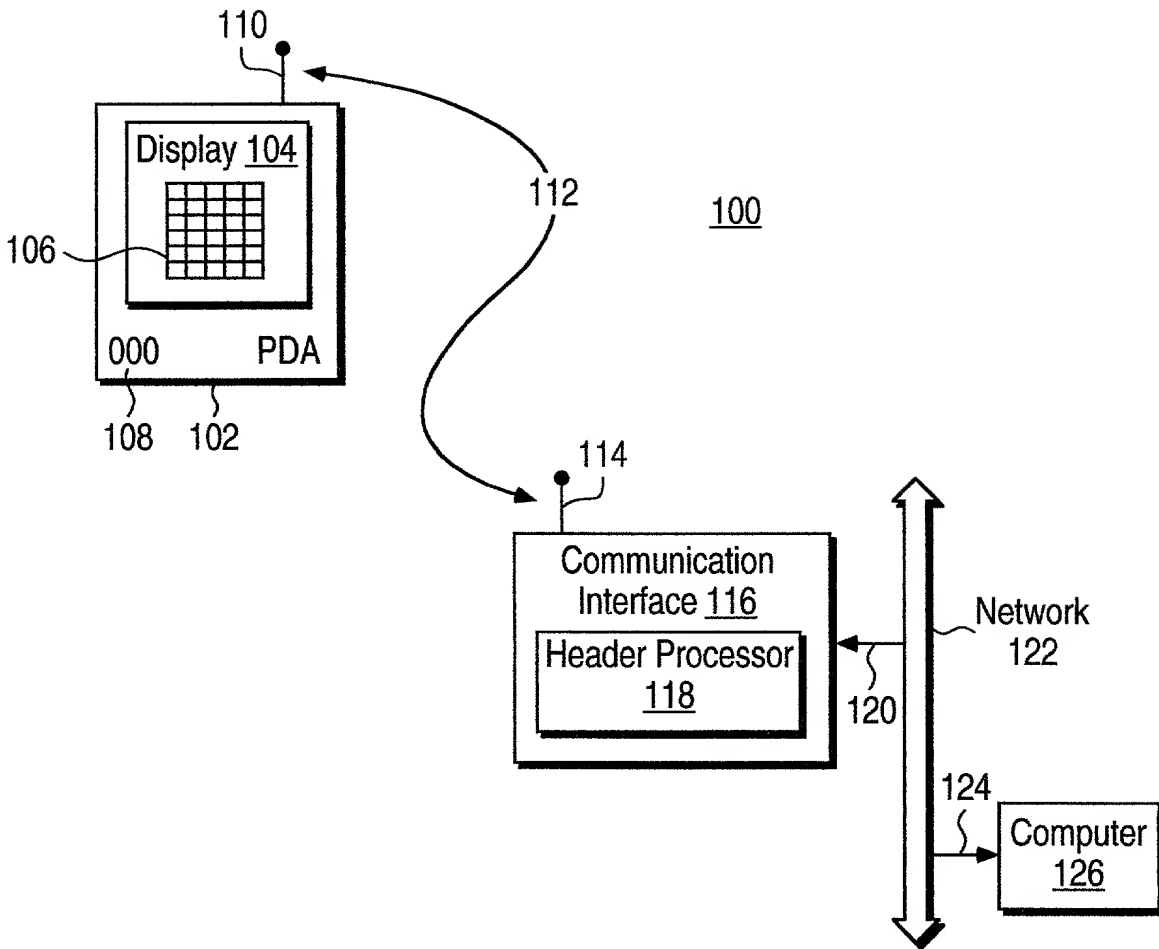 110
Display 104
112
100
106
000 PDA
108 102
114
Communication
Interface 116
Header Processor
118
Network
122
120
124
Computer
126